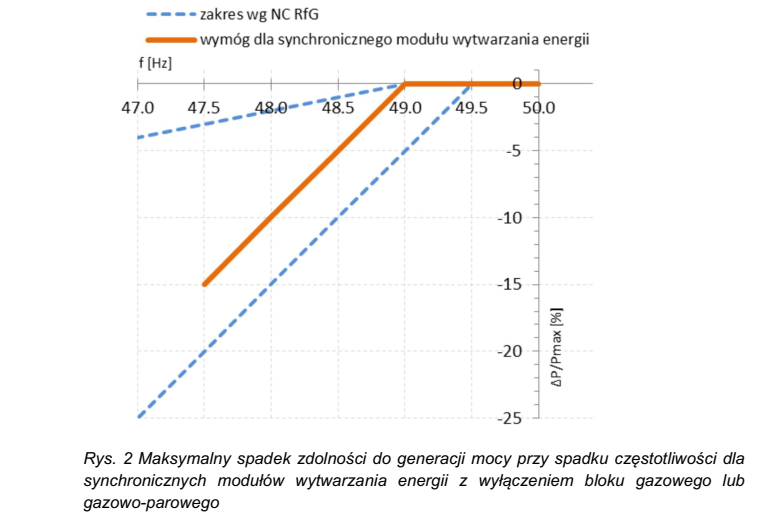 zakres wg NC RfG
wymóg dla synchronicznego modułu wytwarzania energii
f [Hz]
0
47.0 47.5 48.0 48.5 49.0 49.5 50.0
-5
-10
-15
-20
-25
ΔP/Pmax [%]
Rys. 2 Maksymalny spadek zdolności do generacji mocy przy spadku częstotliwości dla
synchronicznych modułów wytwarzania energii z wyłączeniem bloku gazowego lub
gazowo-parowego